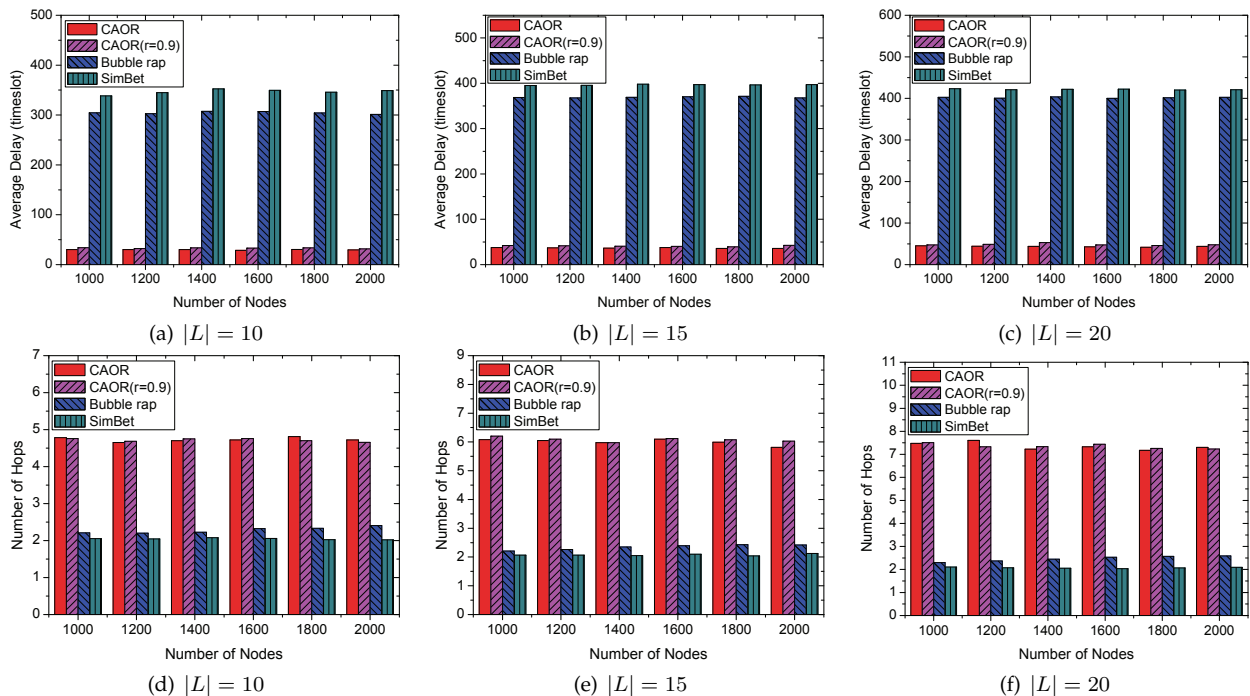 500
400
300
200
100
0
Average Delay (timeslot)
CAOR
CAOR(r=0.9)
Bubble rap
SimBet
1000 1200 1400 1600 1800 2000
Number of Nodes
(a) |L| = 10
500
400
300
200
100
0
Average Delay (timeslot)
CAOR
CAOR(r=0.9)
Bubble rap
SimBet
1000 1200 1400 1600 1800 2000
Number of Nodes
(b) |L| = 15
600
500
400
300
200
100
0
Average Delay (timeslot)
CAOR
CAOR(r=0.9)
Bubble rap
SimBet
1000 1200 1400 1600 1800 2000
Number of Nodes
(c) |L| = 20
7
6
5
4
3
2
1
0
Number of Hops
CAOR
CAOR(r=0.9)
Bubble rap
SimBet
1000 1200 1400 1600 1800 2000
Number of Nodes
(d) |L| = 10
9
8
7
6
5
4
3
2
1
0
Number of Hops
CAOR
CAOR(r=0.9)
Bubble rap
SimBet
1000 1200 1400 1600 1800 2000
Number of Nodes
(e) |L| = 15
11
10
9
8
7
6
5
4
3
2
1
0
Number of Hops
CAOR
CAOR(r=0.9)
Bubble rap
SimBet
1000 1200 1400 1600 1800 2000
Number of Nodes
(f) |L| = 20